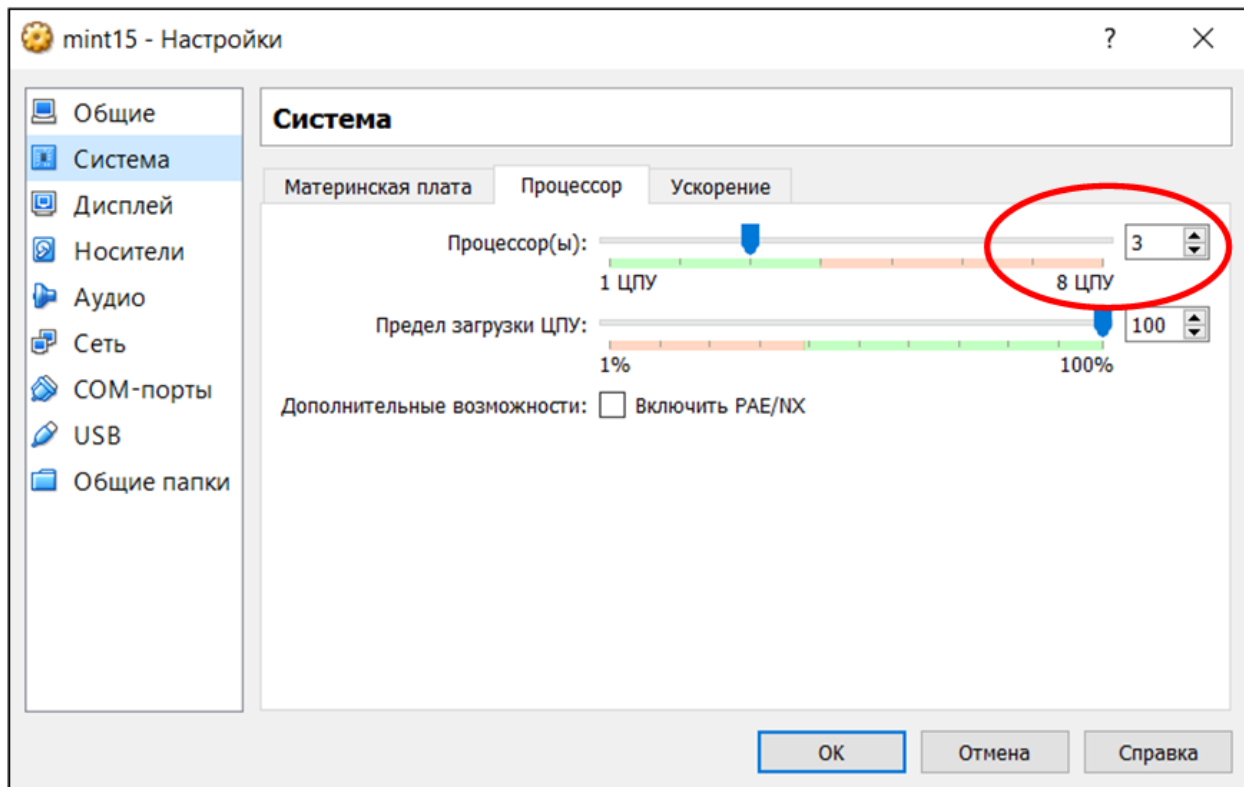 mint15 - Настройки
?
Общие
Система
Дисплей
Носители
Аудио
Сеть
COM-порты
USB
Общие папки
Система
Материнская плата Процессор Ускорение
Процессор(ы): 3
1 ЦПУ 8 ЦПУ
Предел загрузки ЦПУ: 100
1% 100%
Дополнительные возможности: Включить PAE/NX
OK Отмена Справка